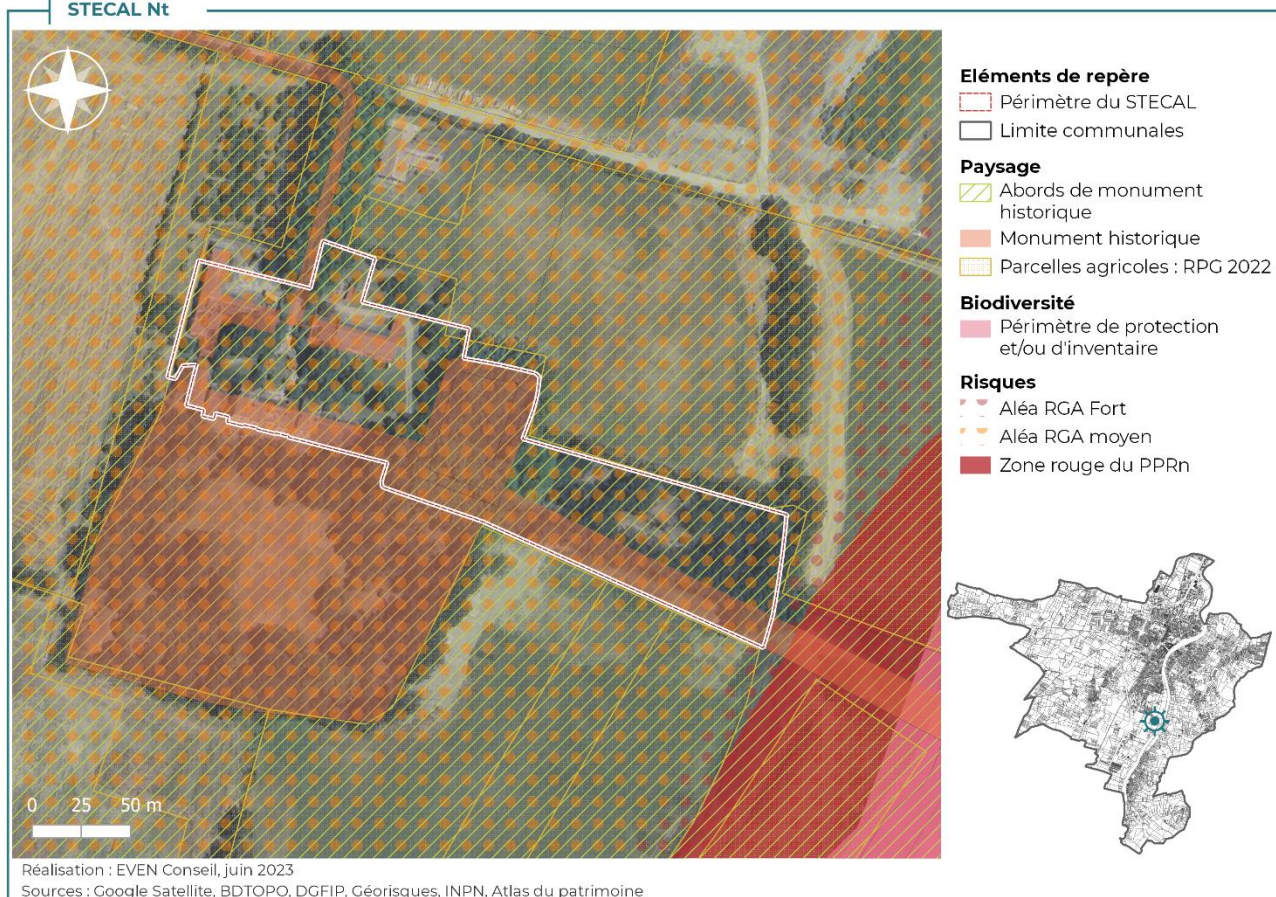 STECAL Nt
Eléments de repère
Périmètre du STECAL
Limite communales
Paysage
Abords de monument
historique
Monument historique
Parcelles agricoles : RPG 2022
Biodiversité
Périmètre de protection
et/ou d'inventaire
Risques
Aléa RGA Fort
Aléa RGA moyen
Zone rouge du PPRn
0 25 50 m
Réalisation : EVEN Conseil, juin 2023
Sources : Google Satellite, BDTOPO, DGFIP, Géorisques, INPN, Atlas du patrimoine